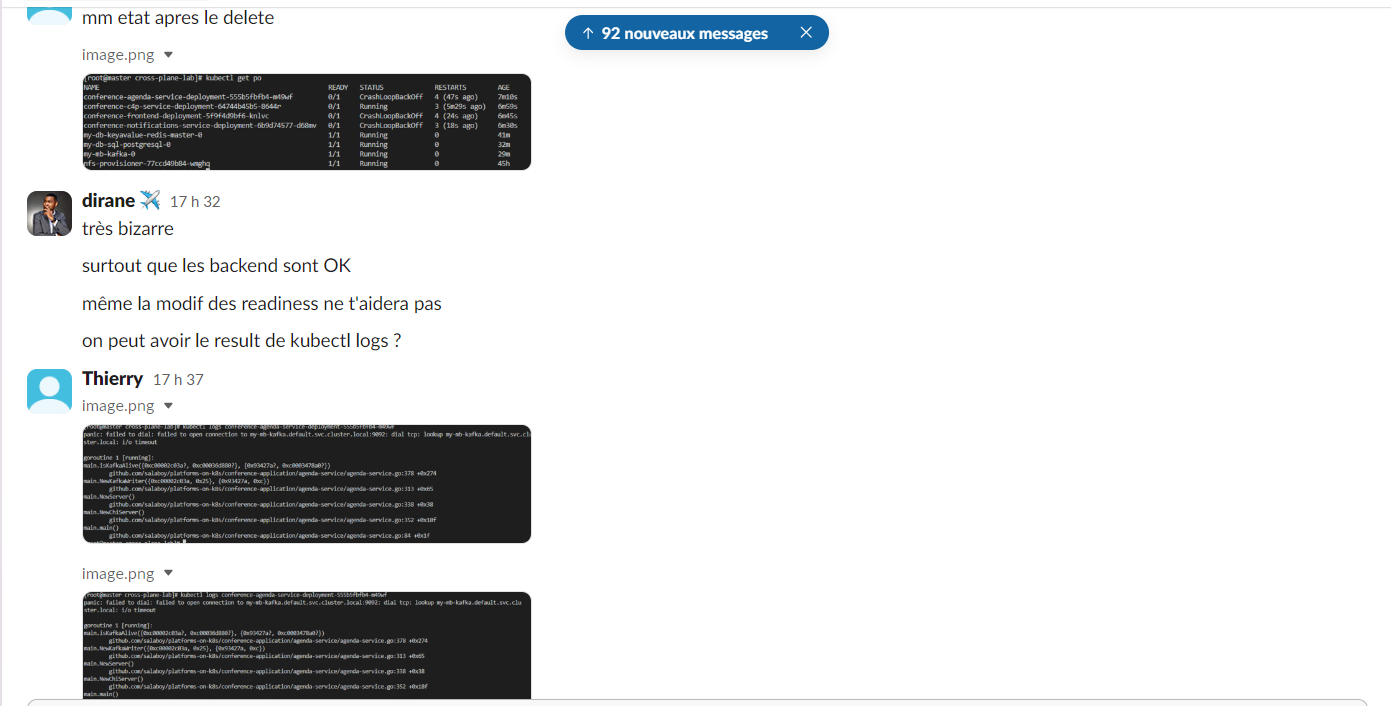 mm etat apres le delete
↑ 92 nouveaux messages
image.png
[root@master cross-plane-lab]# kubectl get po
NAME READY STATUS RESTARTS AGE
conference-agenda-service-deployment-555b5fbfb4-m49wf 0/1 CrashLoopBackOff 4 (47s ago) 7m10s
conference-c4p-service-deployment-64744b45b5-8644r 0/1 Running 3 (5m29s ago) 6m59s
conference-frontend-deployment-5f9f4d9bf6-knlvc 0/1 CrashLoopBackOff 4 (24s ago) 6m45s
conference-notifications-service-deployment-6b9d74577-d68mv 0/1 CrashLoopBackOff 3 (18s ago) 6m30s
my-db-keyavalue-redis-master-0 1/1 Running 0 41m
my-db-sql-postgresql-0 1/1 Running 0 32m
my-mb-kafka-0 1/1 Running 0 29m
nfs-provisioner-77ccd49b84-wmghq 1/1 Running 0 45h
dirane 17 h 32
très bizarre
surtout que les backend sont OK
même la modif des readiness ne t'aidera pas
on peut avoir le result de kubectl logs ?
Thierry 17 h 37
image.png
[root@master cross-plane-lab]# kubectl logs conference-agenda-service-deployment-555b5fbfb4-m49wf
panic: failed to dial: failed to open connection to my-mb-kafka.default.svc.cluster.local:9092: dial tcp: lookup my-mb-kafka.default.svc.clu
ster.local: i/o timeout
goroutine 1 [running]:
main.isKafkaAlive({0xc00002c03a?, 0xc00036d880?}, {0x93427a?, 0xc0003478a0?})
github.com/salaboy/platforms-on-k8s/conference-application/agenda-service/agenda-service.go:378 +0x274
main.NewKafkaWriter({0xc00002c03a, 0x25}, {0x93427a, 0xc})
github.com/salaboy/platforms-on-k8s/conference-application/agenda-service/agenda-service.go:313 +0x65
main.NewServer()
github.com/salaboy/platforms-on-k8s/conference-application/agenda-service/agenda-service.go:338 +0x38
main.NewChiServer()
github.com/salaboy/platforms-on-k8s/conference-application/agenda-service/agenda-service.go:352 +0x18f
main.main()
github.com/salaboy/platforms-on-k8s/conference-application/agenda-service/agenda-service.go:84 +0x1f
image.png
[root@master cross-plane-lab]# kubectl logs conference-agenda-service-deployment-555b5fbfb4-m49wf
panic: failed to dial: failed to open connection to my-mb-kafka.default.svc.cluster.local:9092: dial tcp: lookup my-mb-kafka.default.svc.clu
ster.local: i/o timeout
goroutine 1 [running]:
main.isKafkaAlive({0xc00002c03a?, 0xc00036d880?}, {0x93427a?, 0xc0003478a0?})
github.com/salaboy/platforms-on-k8s/conference-application/agenda-service/agenda-service.go:378 +0x274
main.NewKafkaWriter({0xc00002c03a, 0x25}, {0x93427a, 0xc})
github.com/salaboy/platforms-on-k8s/conference-application/agenda-service/agenda-service.go:313 +0x65
main.NewServer()
github.com/salaboy/platforms-on-k8s/conference-application/agenda-service/agenda-service.go:338 +0x38
main.NewChiServer()
github.com/salaboy/platforms-on-k8s/conference-application/agenda-service/agenda-service.go:352 +0x18f
main.main()